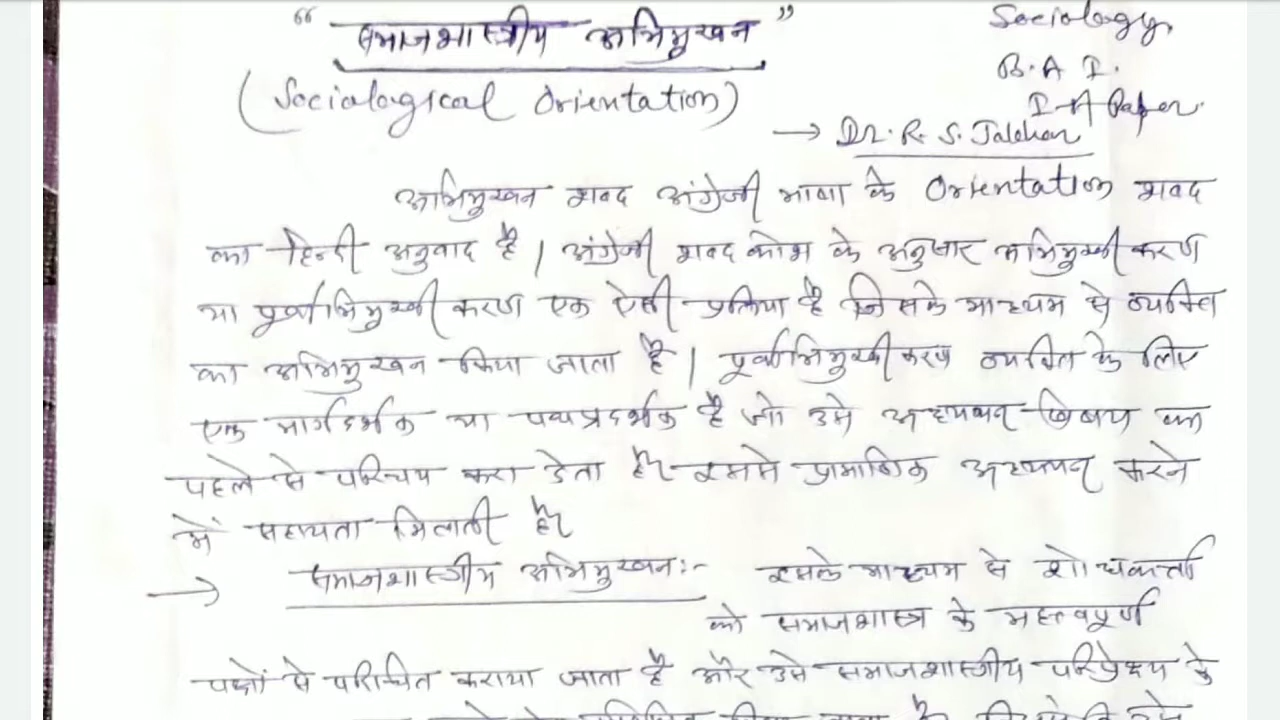 “ समाजशास्त्रीय अभिमुखन ”
(Sociological Orientation)
Sociology
B.A I.
I Paper
→ Dr. R. S. Jalehan
अभिमुखन शब्द अंग्रेजी भाषा के Orientation शब्द
का हिन्दी अनुवाद है। अंग्रेजी शब्द कोश के अनुसार अभिमुखीकरण
या पूर्वाभिमुखीकरण एक ऐसी प्रक्रिया है जिसके माध्यम से व्यक्ति
का अभिमुखन किया जाता है। पूर्वाभिमुखीकरण व्यक्ति के लिए
एक मार्गदर्शक या पथप्रदर्शक है जो उसे अध्ययन विषय का
पहले से परिचय करा देता है इससे प्रामाणिक अध्ययन करने
में सहायता मिलती है
→ समाजशास्त्रीय अभिमुखन:- इसके माध्यम से शोधकर्त्ता
को समाजशास्त्र के महत्वपूर्ण
पक्षों से परिचित कराया जाता है और उसे समाजशास्त्रीय परिप्रेक्ष्य के